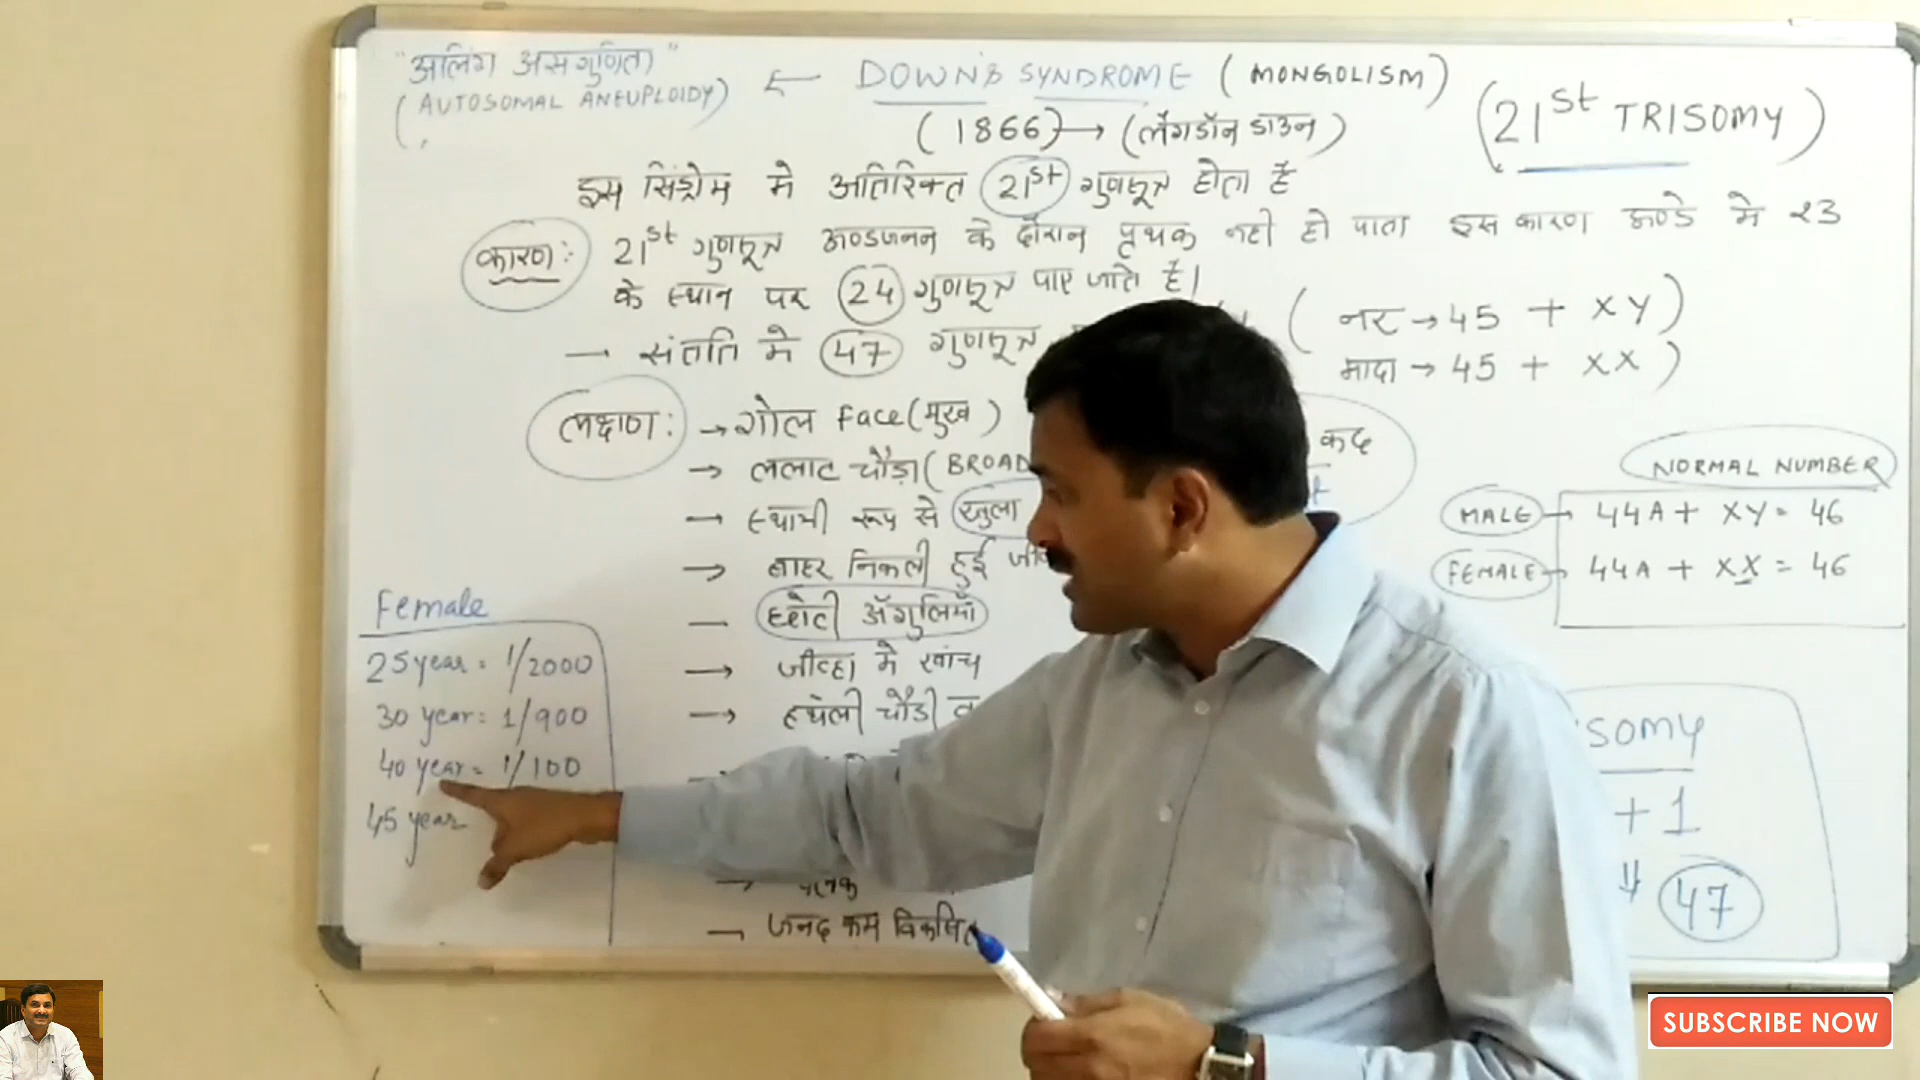 "अलिंग असगुणिता"
(AUTOSOMAL ANEUPLOIDY)
← DOWN'S SYNDROME (MONGOLISM)
(1866) → (लैंगडॉन डाउन)
(21st TRISOMY)
इस सिंड्रोम मे अतिरिक्त 21st गुणसूत्र होता है
कारण: 21st गुणसूत्र अण्डजनन के दौरान पृथक नही हो पाता इस कारण अण्डे मे 23
के स्थान पर 24 गुणसूत्र पाए जाते है।
→ संतति मे 47 गुणसूत्र
( नर → 45 + XY )
मादा → 45 + XX )
लक्षण: → गोल Face (मुख)
→ ललाट चौड़ा (BROAD
→ स्थायी रूप से खुला
→ बाहर निकली हुई
— छोटी अँगुलियाँ
→ जीव्हा मे खांच
→ हथेली चौडी व
→ पलक
→ जनद कम विकसित
कद
NORMAL NUMBER
MALE → 44A + XY = 46
FEMALE → 44A + XX = 46
Female
25 year = 1/2000
30 year = 1/900
40 year = 1/100
45 year
SOMY
+1
47
SUBSCRIBE NOW